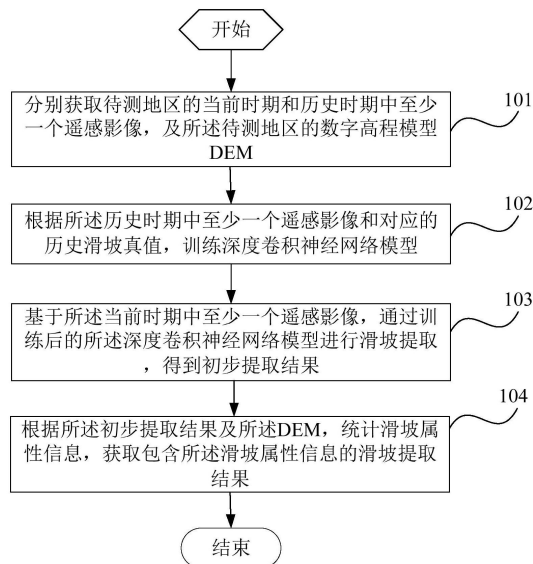 开始
分别获取待测地区的当前时期和历史时期中至少
一个遥感影像，及所述待测地区的数字高程模型
DEM
101
根据所述历史时期中至少一个遥感影像和对应的
历史滑坡真值，训练深度卷积神经网络模型
102
基于所述当前时期中至少一个遥感影像，通过训
练后的所述深度卷积神经网络模型进行滑坡提取
，得到初步提取结果
103
根据所述初步提取结果及所述DEM，统计滑坡属
性信息，获取包含所述滑坡属性信息的滑坡提取
结果
104
结束